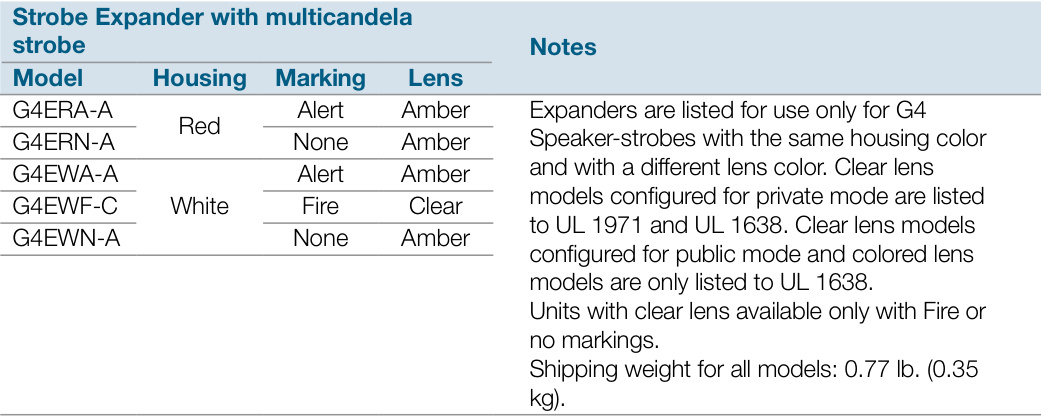 Strobe Expander with multicandela
strobe
Notes
Model Housing Marking Lens
G4ERA-A Red Alert Amber
G4ERN-A None Amber
G4EWA-A White Alert Amber
G4EWF-C Fire Clear
G4EWN-A None Amber
Expanders are listed for use only for G4
Speaker-strobes with the same housing color
and with a different lens color. Clear lens
models configured for private mode are listed
to UL 1971 and UL 1638. Clear lens models
configured for public mode and colored lens
models are only listed to UL 1638.
Units with clear lens available only with Fire or
no markings.
Shipping weight for all models: 0.77 lb. (0.35
kg).